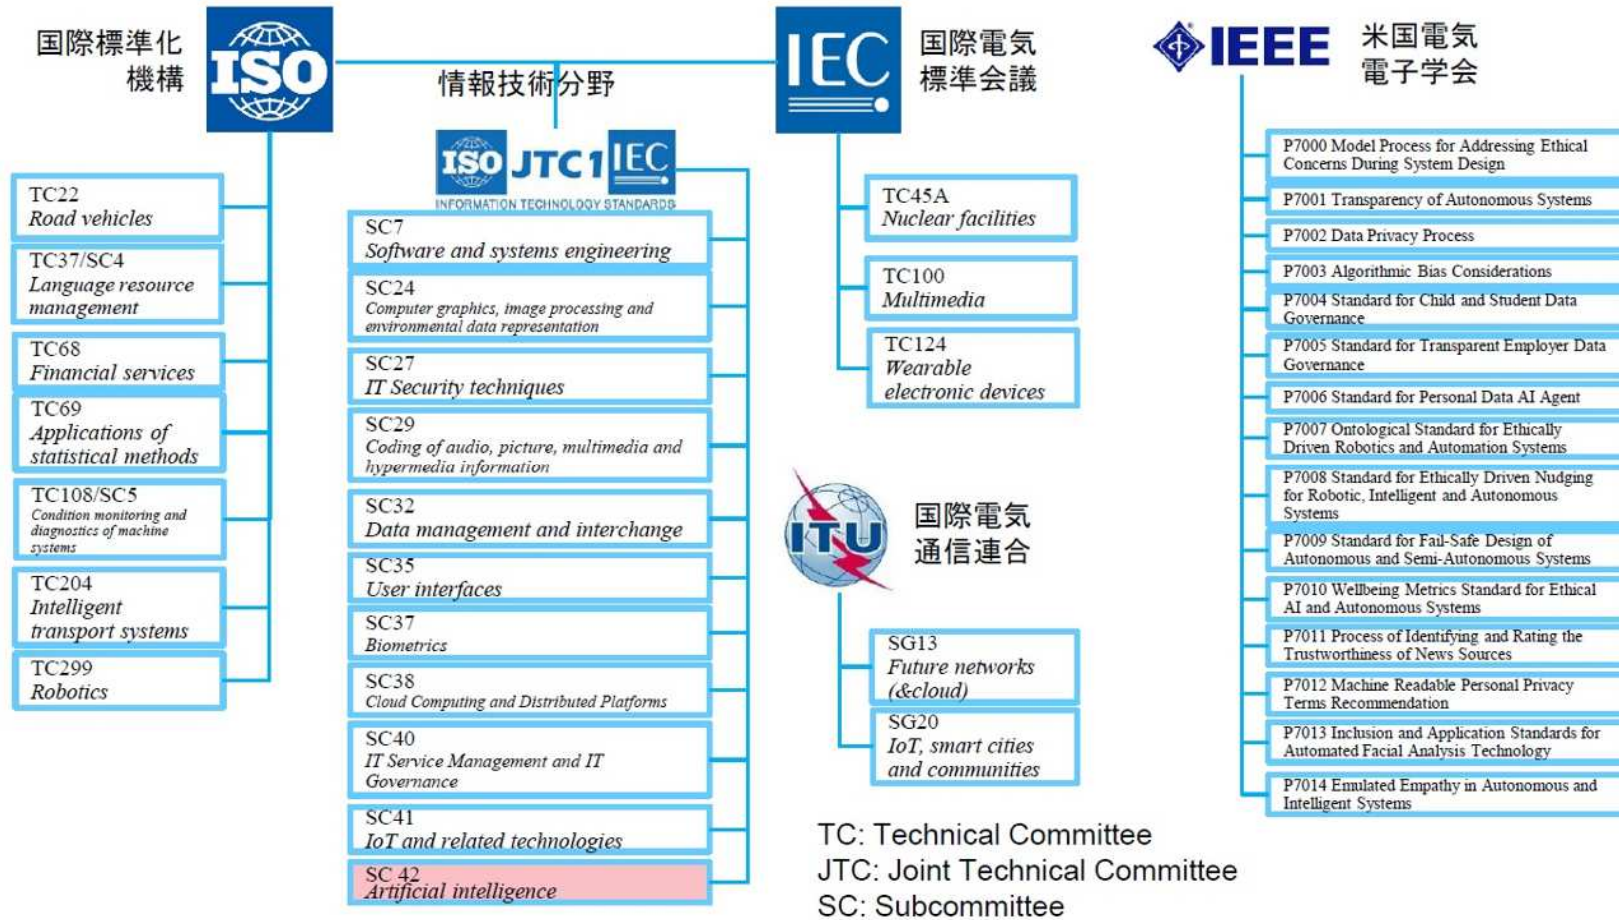 国際標準化
機構
ISO
情報技術分野
IEC
国際電気
標準会議
IEEE
米国電気
電子学会
TC22
Road vehicles
TC37/SC4
Language resource
management
TC68
Financial services
TC69
Applications of
statistical methods
TC108/SC5
Condition monitoring and
diagnostics of machine
systems
TC204
Intelligent
transport systems
TC299
Robotics
ISO JTC1 IEC
INFORMATION TECHNOLOGY STANDARDS
SC7
Software and systems engineering
SC24
Computer graphics, image processing and
environmental data representation
SC27
IT Security techniques
SC29
Coding of audio, picture, multimedia and
hypermedia information
SC32
Data management and interchange
SC35
User interfaces
SC37
Biometrics
SC38
Cloud Computing and Distributed Platforms
SC40
IT Service Management and IT
Governance
SC41
IoT and related technologies
SC 42
Artificial intelligence
TC45A
Nuclear facilities
TC100
Multimedia
TC124
Wearable
electronic devices
ITU
国際電気
通信連合
SG13
Future networks
(&cloud)
SG20
IoT, smart cities
and communities
P7000 Model Process for Addressing Ethical
Concerns During System Design
P7001 Transparency of Autonomous Systems
P7002 Data Privacy Process
P7003 Algorithmic Bias Considerations
P7004 Standard for Child and Student Data
Governance
P7005 Standard for Transparent Employer Data
Governance
P7006 Standard for Personal Data AI Agent
P7007 Ontological Standard for Ethically
Driven Robotics and Automation Systems
P7008 Standard for Ethically Driven Nudging
for Robotic, Intelligent and Autonomous
Systems
P7009 Standard for Fail-Safe Design of
Autonomous and Semi-Autonomous Systems
P7010 Wellbeing Metrics Standard for Ethical
AI and Autonomous Systems
P7011 Process of Identifying and Rating the
Trustworthiness of News Sources
P7012 Machine Readable Personal Privacy
Terms Recommendation
P7013 Inclusion and Application Standards for
Automated Facial Analysis Technology
P7014 Emulated Empathy in Autonomous and
Intelligent Systems
TC: Technical Committee
JTC: Joint Technical Committee
SC: Subcommittee